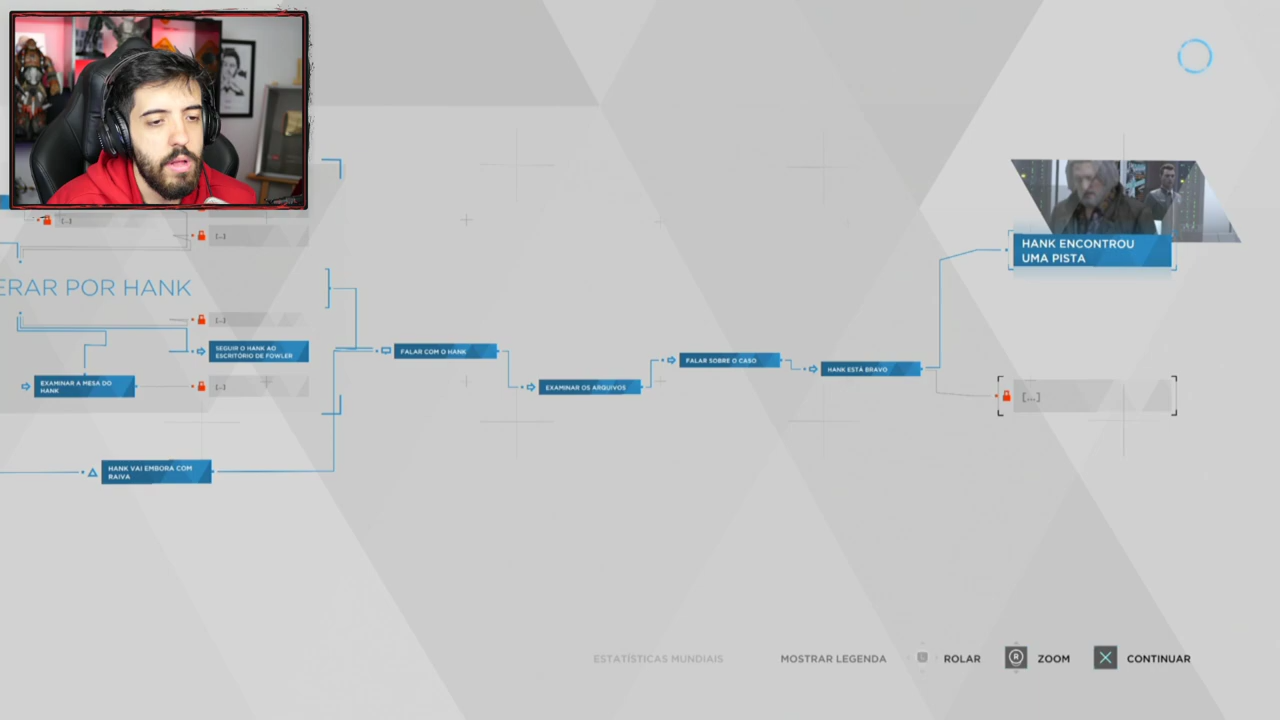 [...]
[...]
ERAR POR HANK
[...]
SEGUIR O HANK AO
ESCRITÓRIO DE FOWLER
EXAMINAR A MESA DO
HANK
[...]
HANK VAI EMBORA COM
RAIVA
FALAR COM O HANK
EXAMINAR OS ARQUIVOS
FALAR SOBRE O CASO
HANK ESTÁ BRAVO
HANK ENCONTROU
UMA PISTA
[...]
ESTATÍSTICAS MUNDIAIS
MOSTRAR LEGENDA
L ROLAR
R ZOOM
CONTINUAR